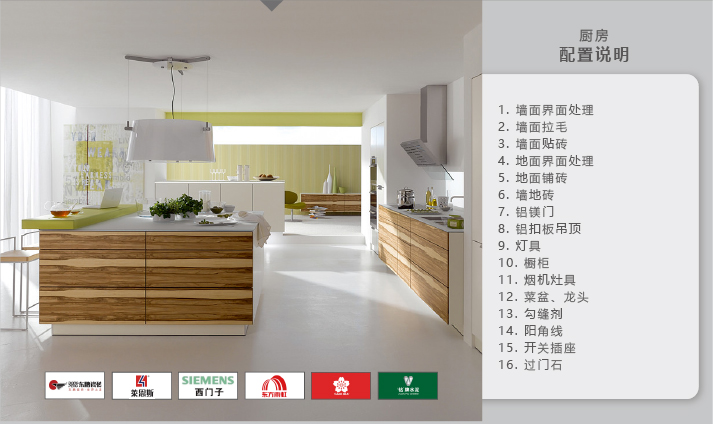 厨房
配置说明
1. 墙面界面处理
2. 墙面拉毛
3. 墙面贴砖
4. 地面界面处理
5. 地面铺砖
6. 墙地砖
7. 铝镁门
8. 铝扣板吊顶
9. 灯具
10. 橱柜
11. 烟机灶具
12. 菜盆、龙头
13. 勾缝剂
14. 阳角线
15. 开关插座
16. 过门石
东鹏瓷砖
莱恩斯
SIEMENS
西门子
东方雨虹